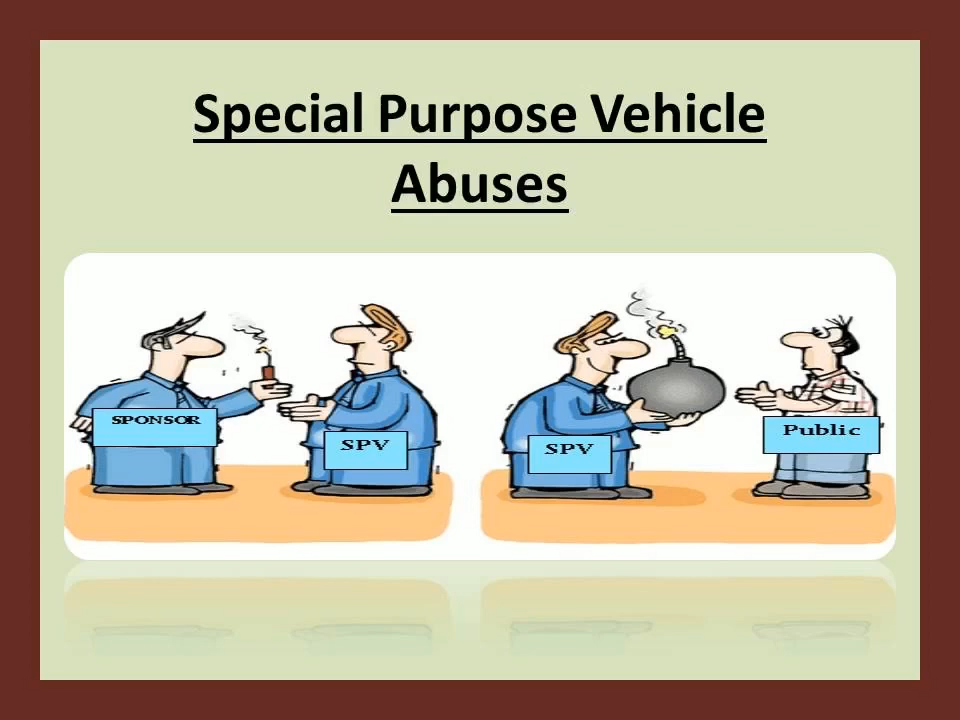 Special Purpose Vehicle
Abuses
SPONSOR
SPV
SPV
Public